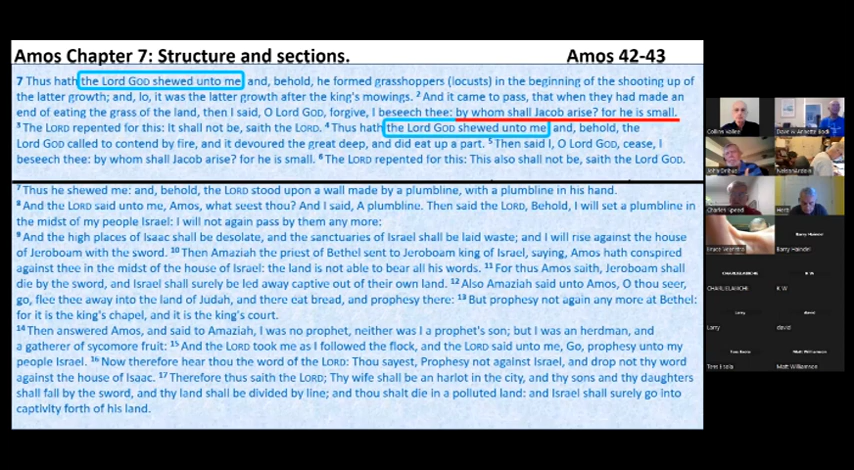 Amos Chapter 7: Structure and sections. Amos 42-43
7 Thus hath the Lord GOD shewed unto me and, behold, he formed grasshoppers (locusts) in the beginning of the shooting up of
the latter growth; and, lo, it was the latter growth after the king's mowings. 2 And it came to pass, that when they had made an
end of eating the grass of the land, then I said, O Lord GOD, forgive, I beseech thee: by whom shall Jacob arise? for he is small.
3 The LORD repented for this: It shall not be, saith the LORD. 4 Thus hath the Lord GOD shewed unto me and, behold, the
Lord GOD called to contend by fire, and it devoured the great deep, and did eat up a part. 5 Then said I, O Lord GOD, cease, I
beseech thee: by whom shall Jacob arise? for he is small. 6 The LORD repented for this: This also shall not be, saith the Lord GOD.
7 Thus he shewed me: and, behold, the LORD stood upon a wall made by a plumbline, with a plumbline in his hand.
8 And the LORD said unto me, Amos, what seest thou? And I said, A plumbline. Then said the LORD, Behold, I will set a plumbline in
the midst of my people Israel: I will not again pass by them any more:
9 And the high places of Isaac shall be desolate, and the sanctuaries of Israel shall be laid waste; and I will rise against the house
of Jeroboam with the sword. 10 Then Amaziah the priest of Bethel sent to Jeroboam king of Israel, saying, Amos hath conspired
against thee in the midst of the house of Israel: the land is not able to bear all his words. 11 For thus Amos saith, Jeroboam shall
die by the sword, and Israel shall surely be led away captive out of their own land. 12 Also Amaziah said unto Amos, O thou seer,
go, flee thee away into the land of Judah, and there eat bread, and prophesy there: 13 But prophesy not again any more at Bethel:
for it is the king's chapel, and it is the king's court.
14 Then answered Amos, and said to Amaziah, I was no prophet, neither was I a prophet's son; but I was an herdman, and
a gatherer of sycomore fruit: 15 And the LORD took me as I followed the flock, and the LORD said unto me, Go, prophesy unto my
people Israel. 16 Now therefore hear thou the word of the LORD: Thou sayest, Prophesy not against Israel, and drop not thy word
against the house of Isaac. 17 Therefore thus saith the LORD; Thy wife shall be an harlot in the city, and thy sons and thy daughters
shall fall by the sword, and thy land shall be divided by line; and thou shalt die in a polluted land: and Israel shall surely go into
captivity forth of his land.
Charles Speed
Herb
Bruce
Barry Haindel
Barry Haindel
CHARLIELARICHE
K W
CHARLIELARICHE
K W
Larry
david
Larry
david
Matt Williamson
Matt Williamson